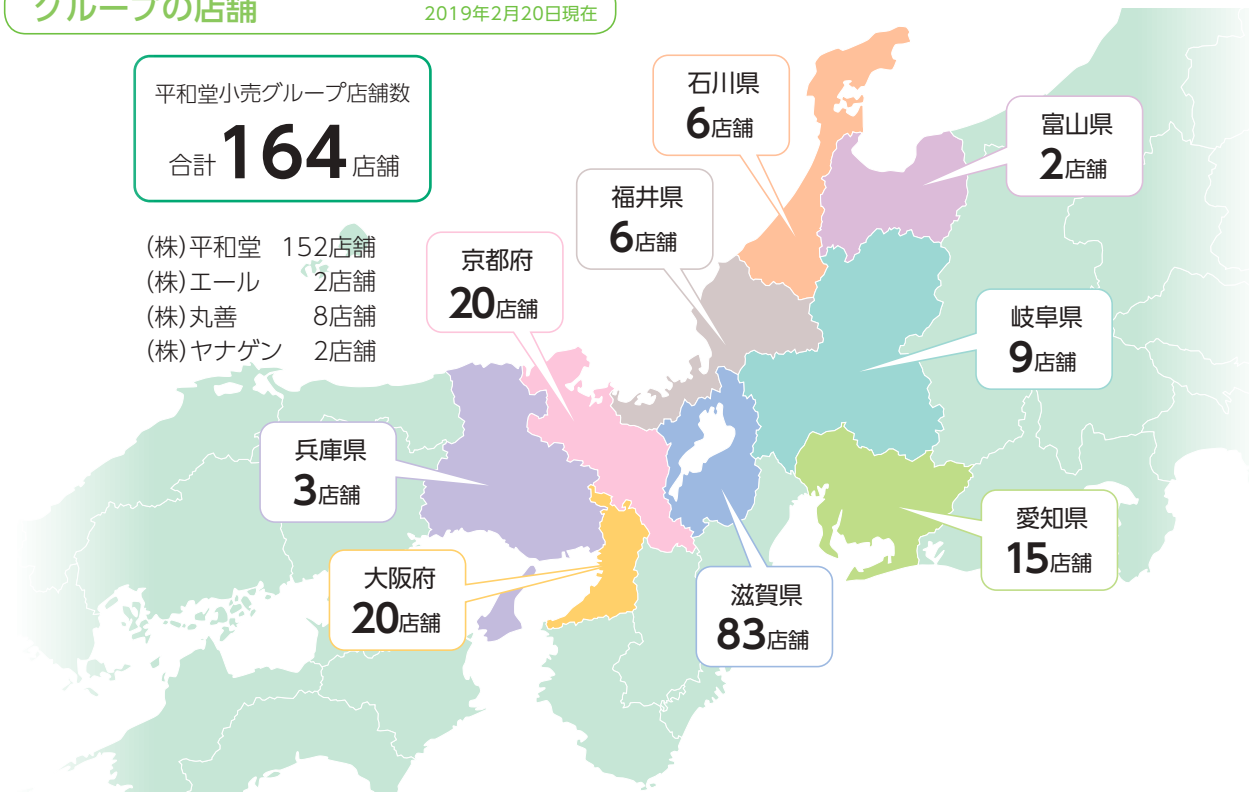 グループの店舗
2019年2月20日現在
平和堂小売グループ店舗数
合計164店舗
(株)平和堂 152店舗
(株)エール 2店舗
(株)丸善 8店舗
(株)ヤナゲン 2店舗
石川県
6店舗
富山県
2店舗
福井県
6店舗
京都府
20店舗
岐阜県
9店舗
兵庫県
3店舗
愛知県
15店舗
大阪府
20店舗
滋賀県
83店舗